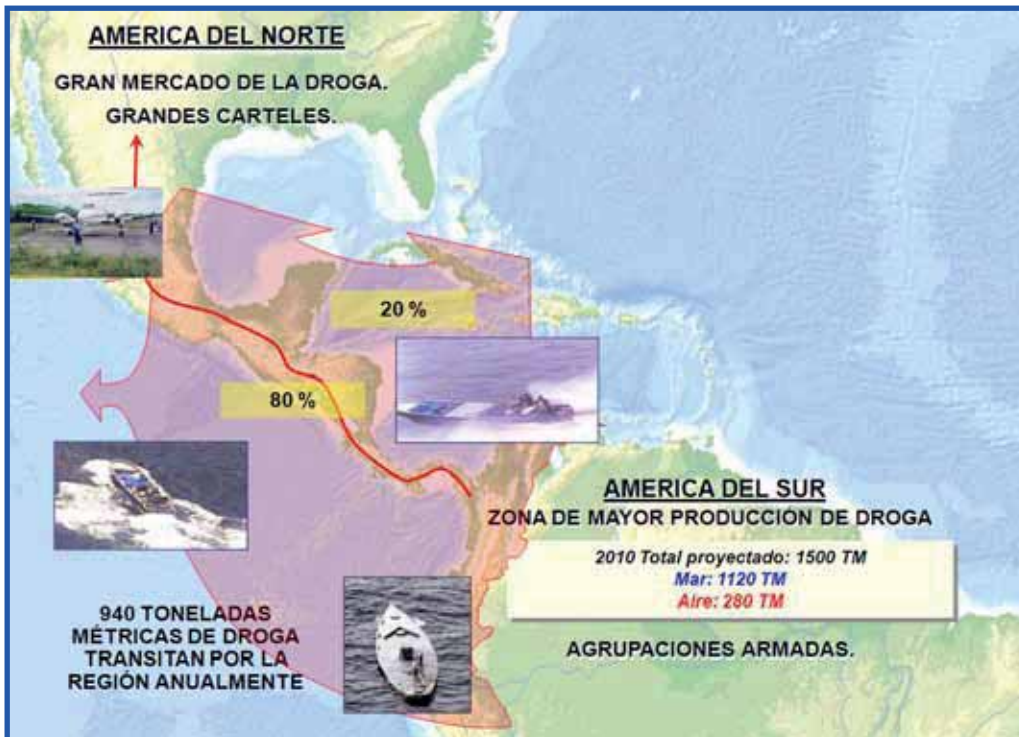 AMERICA DEL NORTE
GRAN MERCADO DE LA DROGA.
GRANDES CARTELES.
20 %
80 %
AMERICA DEL SUR
ZONA DE MAYOR PRODUCCIÓN DE DROGA
2010 Total proyectado: 1500 TM
Mar: 1120 TM
Aire: 280 TM
940 TONELADAS
MÉTRICAS DE DROGA
TRANSITAN POR LA
REGIÓN ANUALMENTE
AGRUPACIONES ARMADAS.